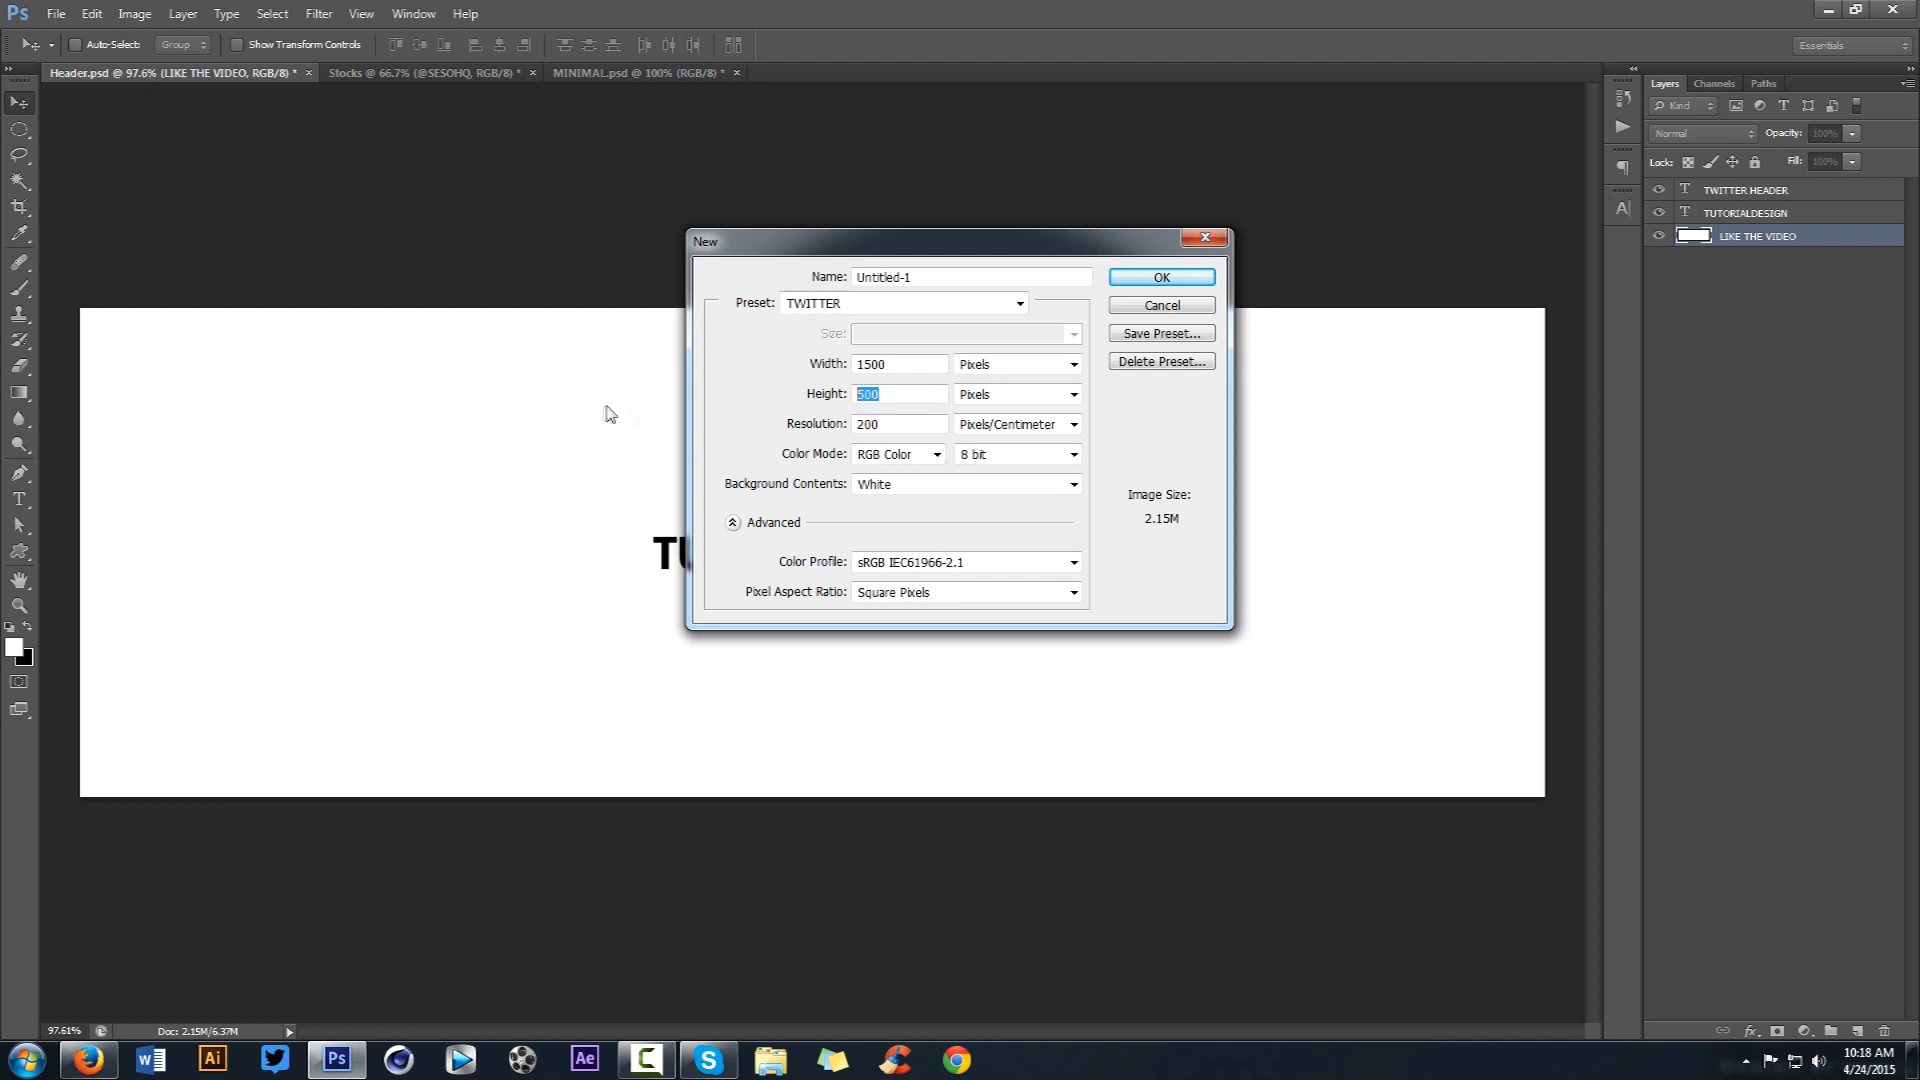 Ps File Edit Image Layer Type Select Filter View Window Help
Auto-Select: Group Show Transform Controls Essentials
Header.psd @ 97.6% (LIKE THE VIDEO, RGB/8) * × Stocks @ 66.7% (@SESOHQ, RGB/8) * × MINIMAL.psd @ 100% (RGB/8) * ×
Layers Channels Paths
Kind
Normal Opacity: 100%
Lock: Fill: 100%
TWITTER HEADER
TUTORIALDESIGN
LIKE THE VIDEO
New
Name: Untitled-1 OK
Preset: TWITTER Cancel
Size: Save Preset...
Width: 1500 Pixels Delete Preset...
Height: 500 Pixels
Resolution: 200 Pixels/Centimeter
Color Mode: RGB Color 8 bit
Background Contents: White
Image Size:
2.15M
Advanced
Color Profile: sRGB IEC61966-2.1
Pixel Aspect Ratio: Square Pixels
97.61% Doc: 2.15M/6.37M
Ai Ps Ae
10:18 AM
4/24/2015